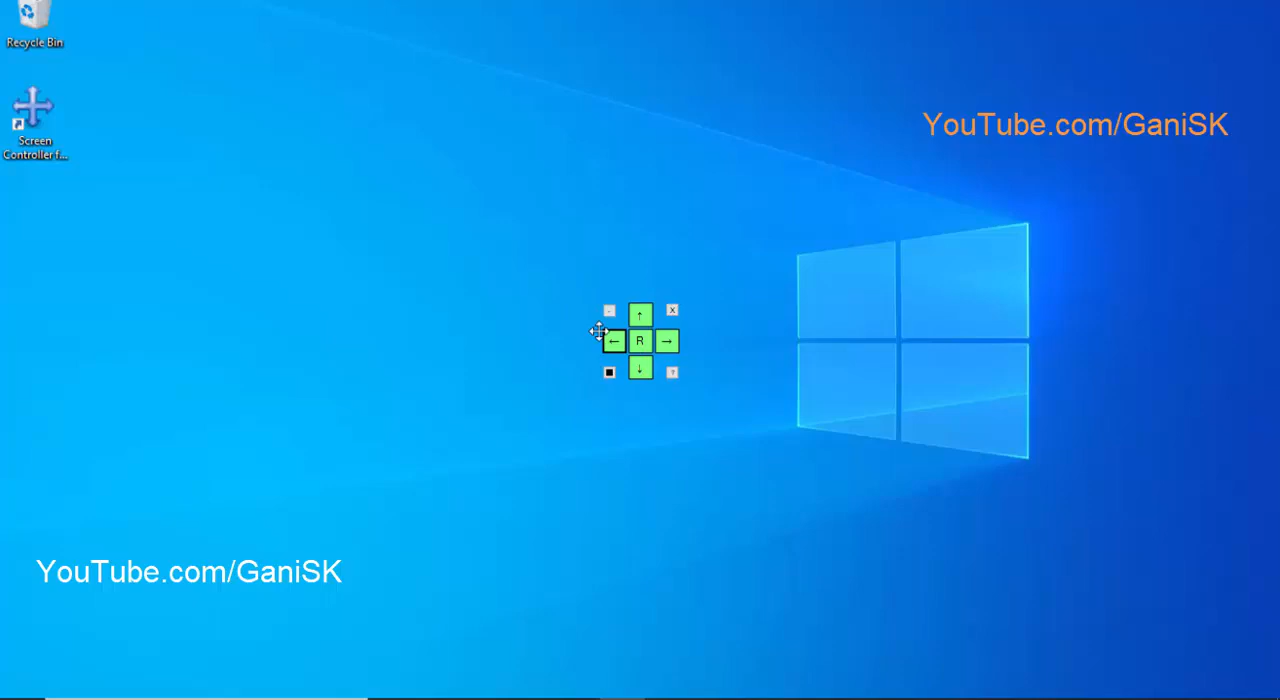 Recycle Bin
Screen
Controller f...
YouTube.com/GaniSK
- ↑ X
← R →
↓ ?
YouTube.com/GaniSK